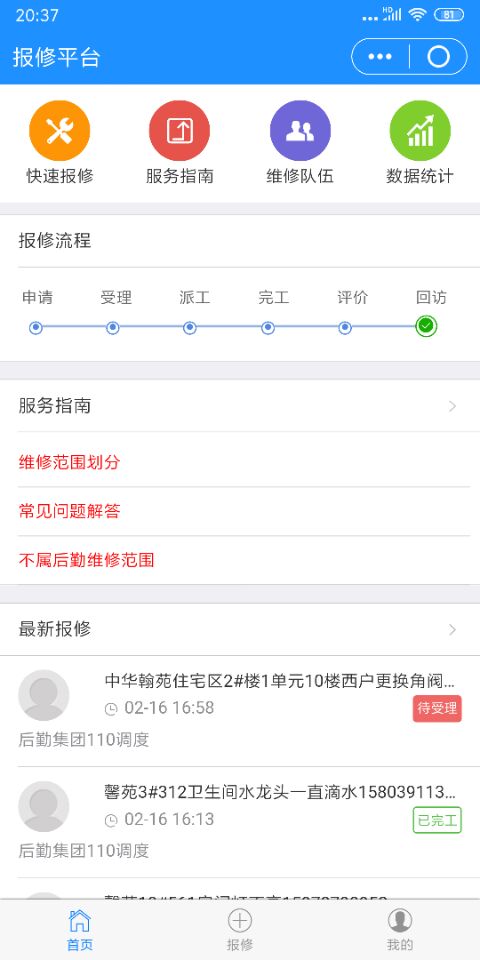 20:37
HD
81
报修平台
快速报修
服务指南
维修队伍
数据统计
报修流程
申请
受理
派工
完工
评价
回访
服务指南
维修范围划分
常见问题解答
不属后勤维修范围
最新报修
中华翰苑住宅区2#楼1单元10楼西户更换角阀...
02-16 16:58
待受理
后勤集团110调度
馨苑3#312卫生间水龙头一直滴水158039113...
02-16 16:13
已完工
后勤集团110调度
首页
报修
我的